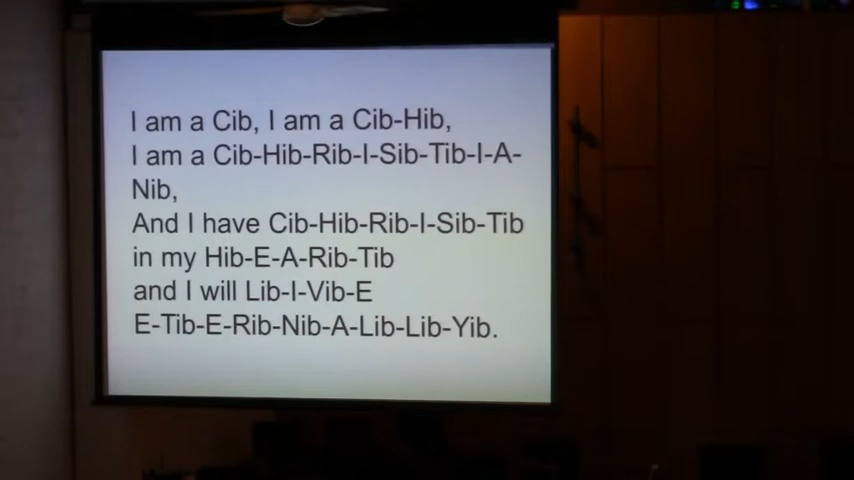 I am a Cib, I am a Cib-Hib,
I am a Cib-Hib-Rib-I-Sib-Tib-I-A-
Nib,
And I have Cib-Hib-Rib-I-Sib-Tib
in my Hib-E-A-Rib-Tib
and I will Lib-I-Vib-E
E-Tib-E-Rib-Nib-A-Lib-Lib-Yib.